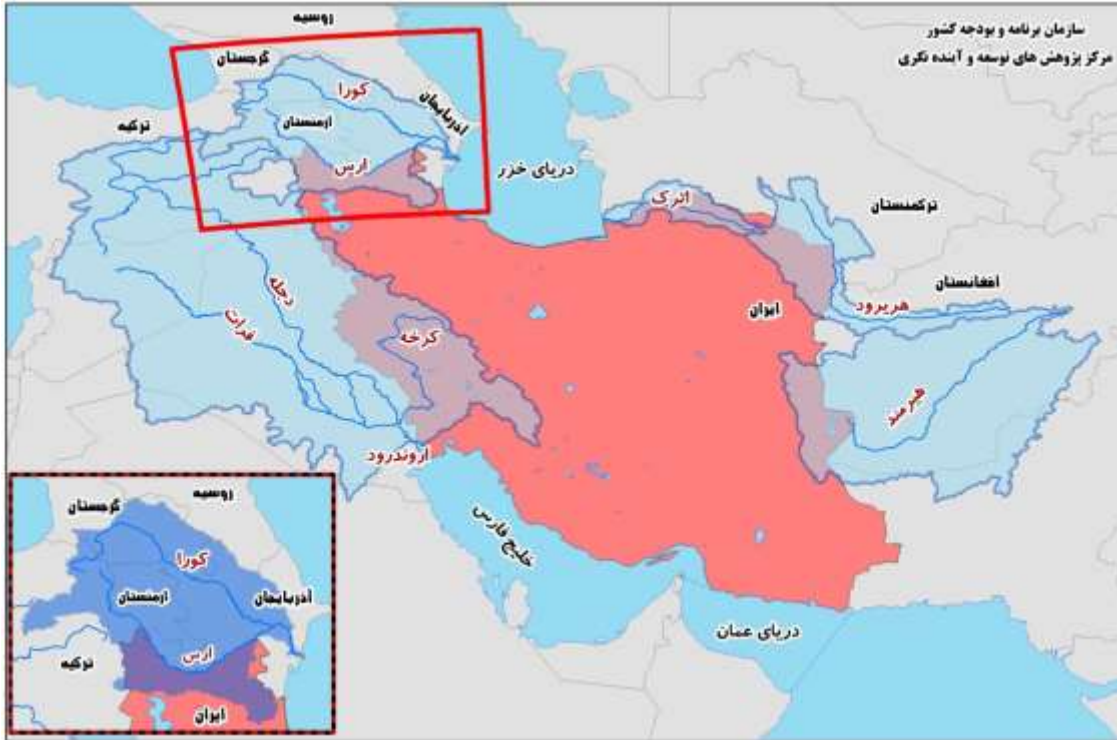 سازمان برنامه و بودجه کشور
مرکز پژوهش های توسعه و آینده نگری
روسیه
گرجستان
کورا
آذربایجان
ارمنستان
ترکیه
ارس
دریای خزر
اترک
ترکمنستان
افغانستان
هریرود
ایران
دجله
فرات
کرخه
هیرمند
اروندرود
خلیج فارس
دریای عمان
روسیه
گرجستان
کورا
ارمنستان
آذربایجان
ارس
ترکیه
ایران